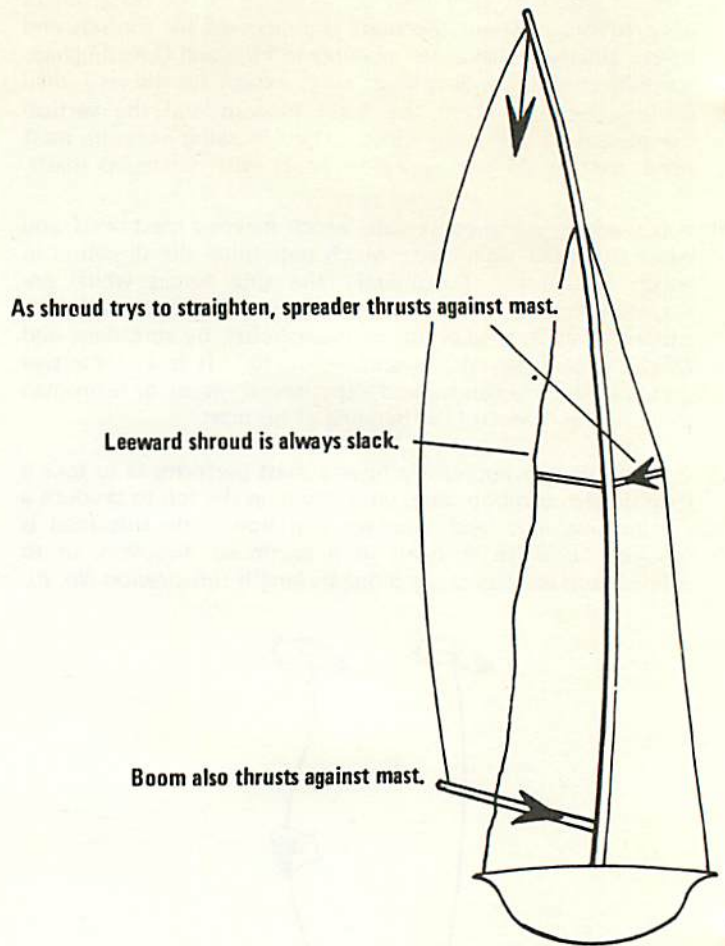 As shroud trys to straighten, spreader thrusts against mast.
Leeward shroud is always slack.
Boom also thrusts against mast.